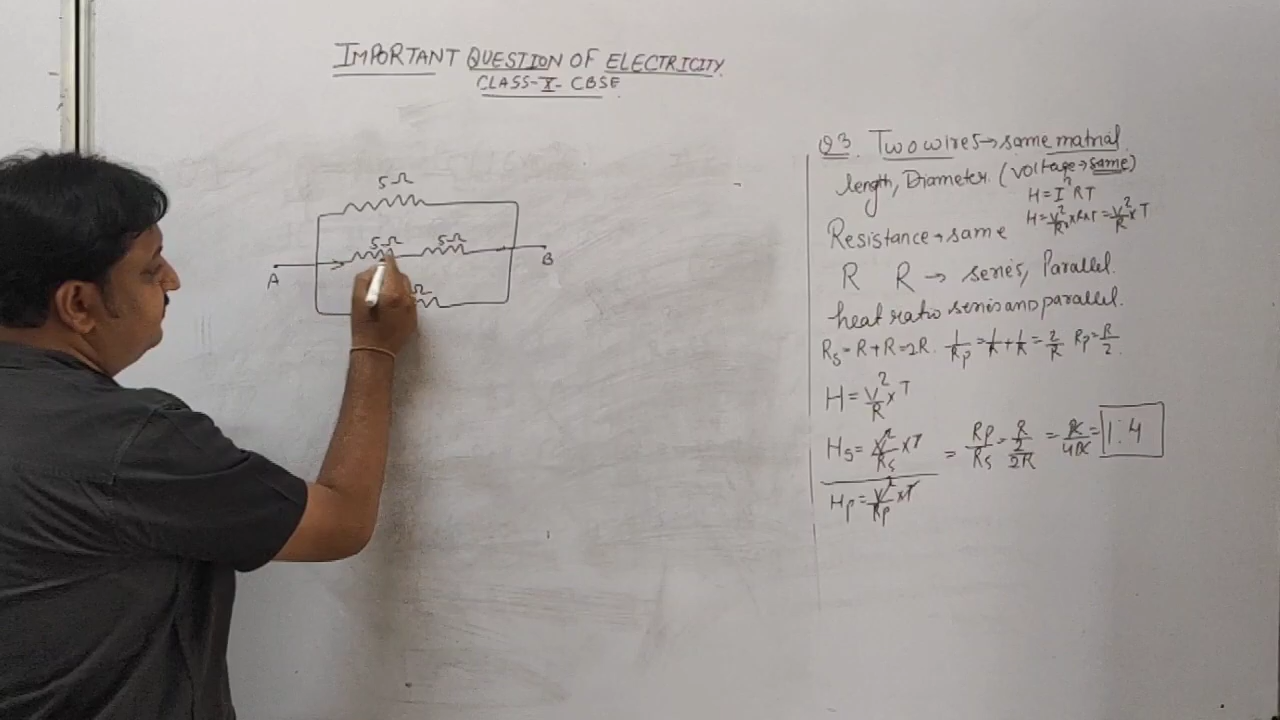 IMPORTANT QUESTION OF ELECTRICITY
CLASS-X-CBSE
5Ω
5Ω 5Ω
A B
Ω
Q3. Two wires→same matrial
length, Diameter. (voltage→same)
H=I²RT
H=V²/R²×R×T=V²/R×T
Resistance→same
R R → series, Parallel.
heat ratio series and parallel.
Rs=R+R=2R. 1/Rp=1/R+1/R=2/R Rp=R/2.
H=V²/R×T
Hs=V²/Rs×T
Hp=V²/Rp×T
=Rp/Rs=R/2/2R=R/4R=1:4